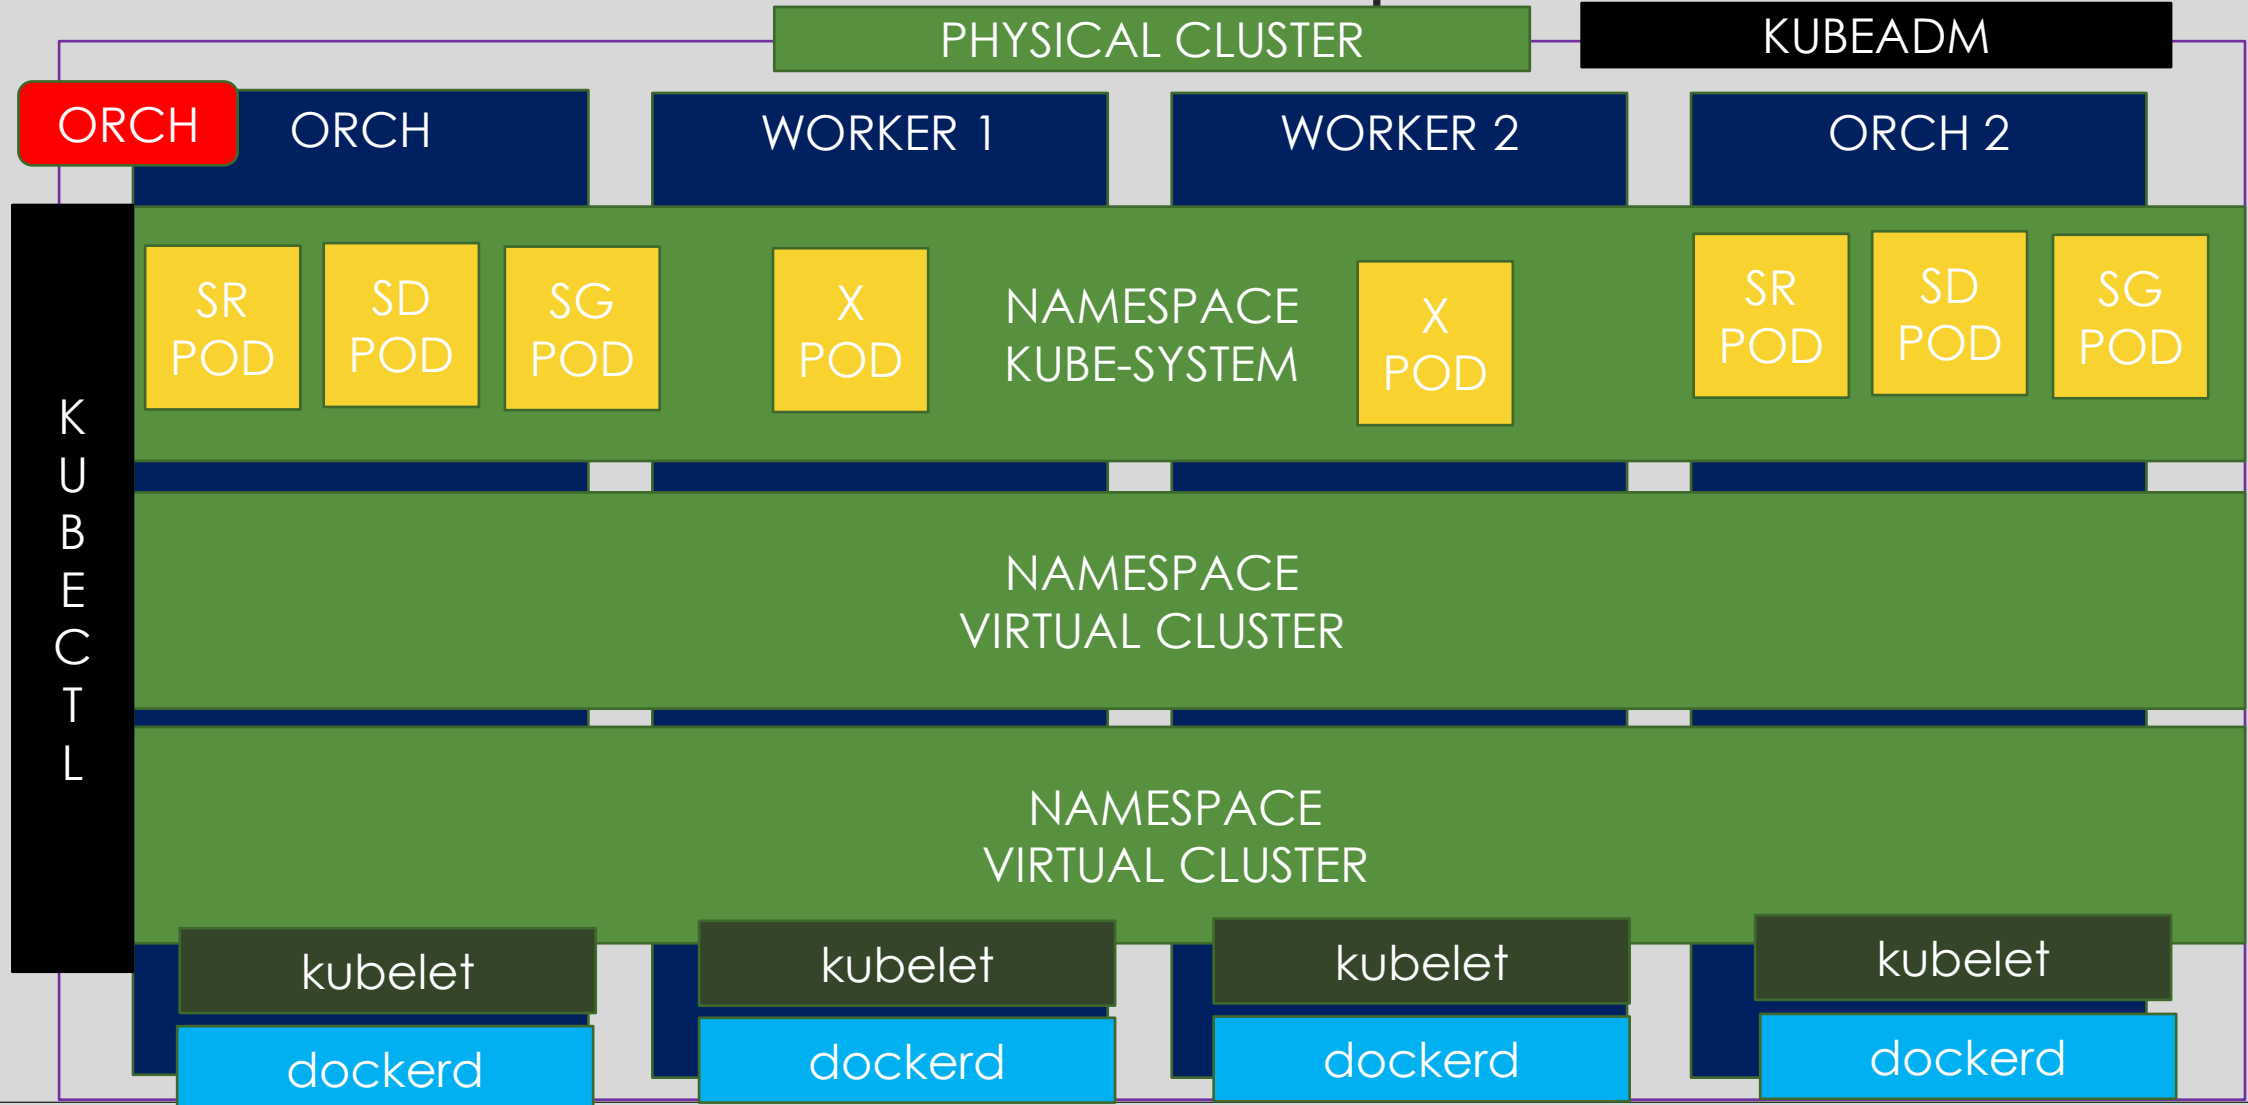 PHYSICAL CLUSTER
KUBEADM
ORCH
ORCH
WORKER 1
WORKER 2
ORCH 2
K
U
B
E
C
T
L
SR
POD
SD
POD
SG
POD
X
POD
NAMESPACE
KUBE-SYSTEM
X
POD
SR
POD
SD
POD
SG
POD
NAMESPACE
VIRTUAL CLUSTER
NAMESPACE
VIRTUAL CLUSTER
kubelet
kubelet
kubelet
kubelet
dockerd
dockerd
dockerd
dockerd